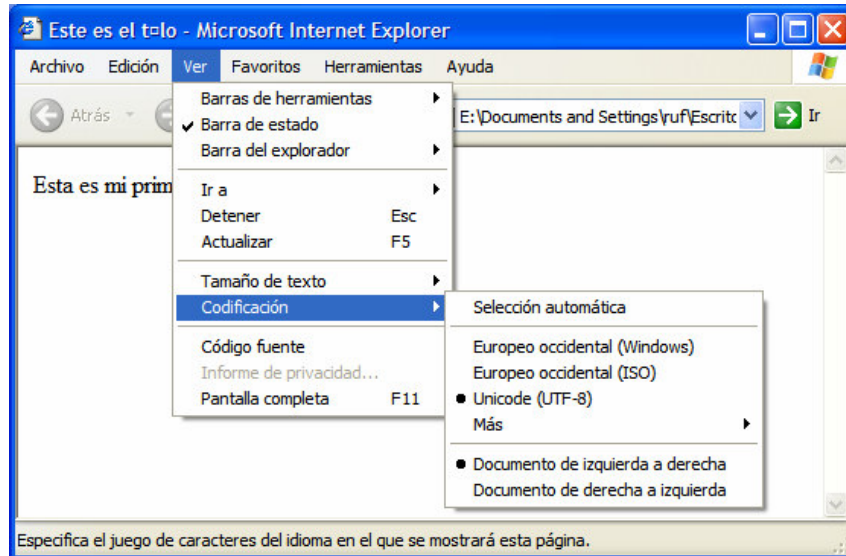 Este es el t¤lo - Microsoft Internet Explorer
Archivo Edición Ver Favoritos Herramientas Ayuda
Atrás
E:\Documents and Settings\ruf\Escritc Ir
Esta es mi prim
Barras de herramientas
Barra de estado
Barra del explorador
Ir a
Detener Esc
Actualizar F5
Tamaño de texto
Codificación
Código fuente
Informe de privacidad...
Pantalla completa F11
Selección automática
Europeo occidental (Windows)
Europeo occidental (ISO)
Unicode (UTF-8)
Más
Documento de izquierda a derecha
Documento de derecha a izquierda
Especifica el juego de caracteres del idioma en el que se mostrará esta página.